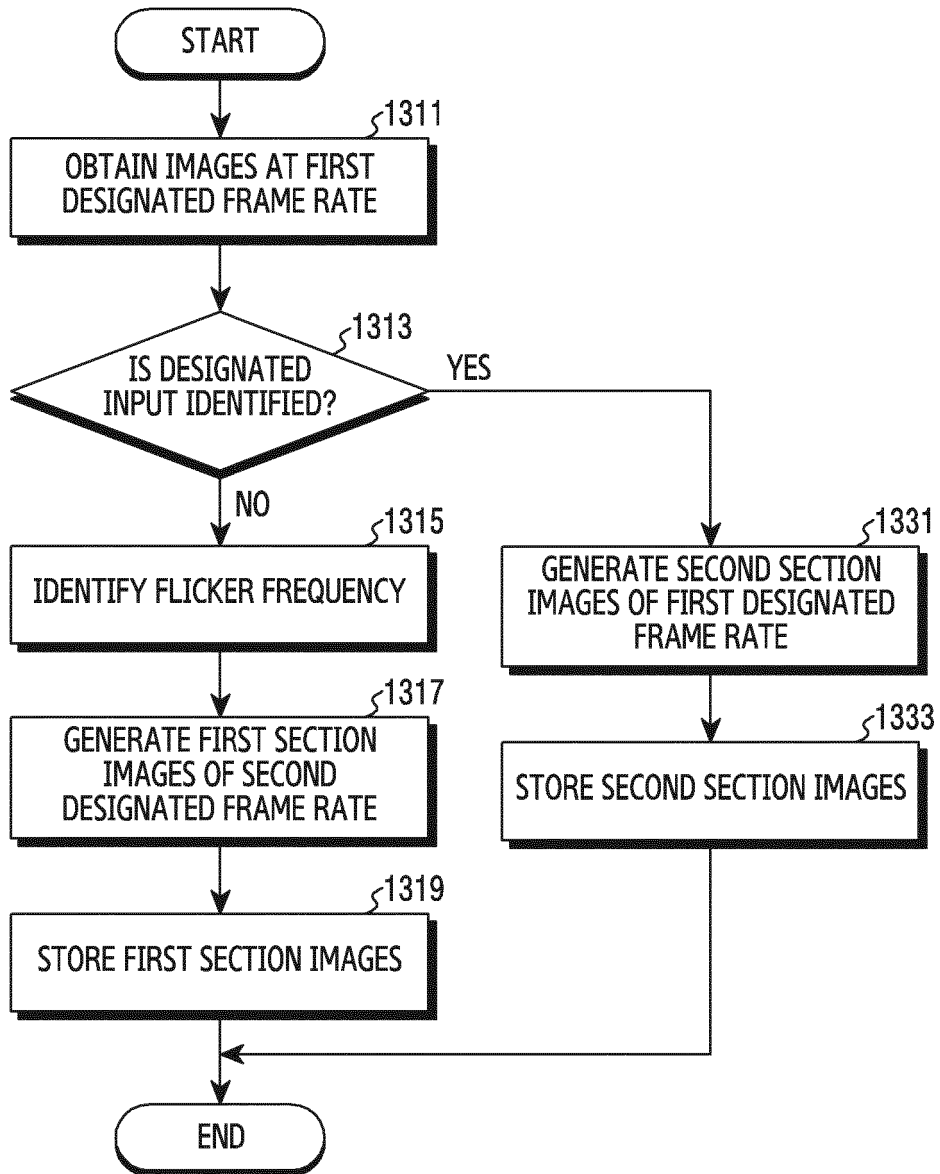 START
1311
OBTAIN IMAGES AT FIRST
DESIGNATED FRAME RATE
1313
IS DESIGNATED
INPUT IDENTIFIED?
YES
NO
1315
IDENTIFY FLICKER FREQUENCY
1317
GENERATE FIRST SECTION
IMAGES OF SECOND
DESIGNATED FRAME RATE
1319
STORE FIRST SECTION IMAGES
1331
GENERATE SECOND SECTION
IMAGES OF FIRST DESIGNATED
FRAME RATE
1333
STORE SECOND SECTION IMAGES
END